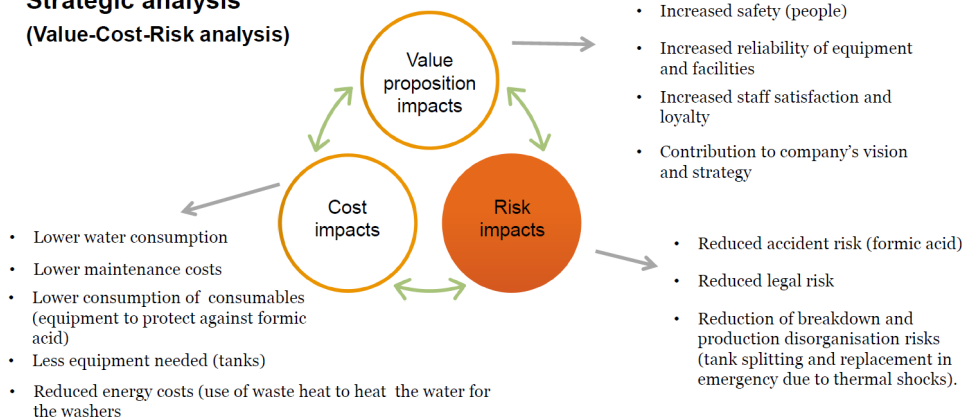 Strategic analysis
(Value-Cost-Risk analysis)
Value
proposition
impacts
• Increased safety (people)
• Increased reliability of equipment
and facilities
• Increased staff satisfaction and
loyalty
• Contribution to company’s vision
and strategy
Cost
impacts
• Lower water consumption
• Lower maintenance costs
• Lower consumption of consumables
(equipment to protect against formic
acid)
• Less equipment needed (tanks)
• Reduced energy costs (use of waste heat to heat the water for
the washers
Risk
impacts
• Reduced accident risk (formic acid)
• Reduced legal risk
• Reduction of breakdown and
production disorganisation risks
(tank splitting and replacement in
emergency due to thermal shocks).